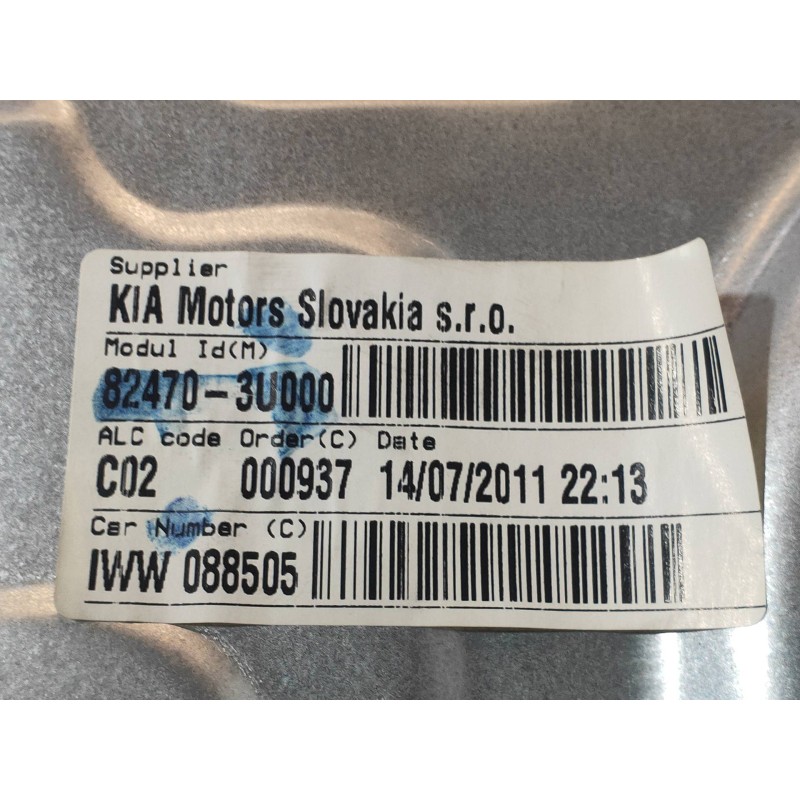 Supplier
KIA Motors Slovakia s.r.o.
Modul Id(M)
82470-3U000
ALC code Order(C) Date
C02 000937 14/07/2011 22:13
Car Number (C)
IWW 088505